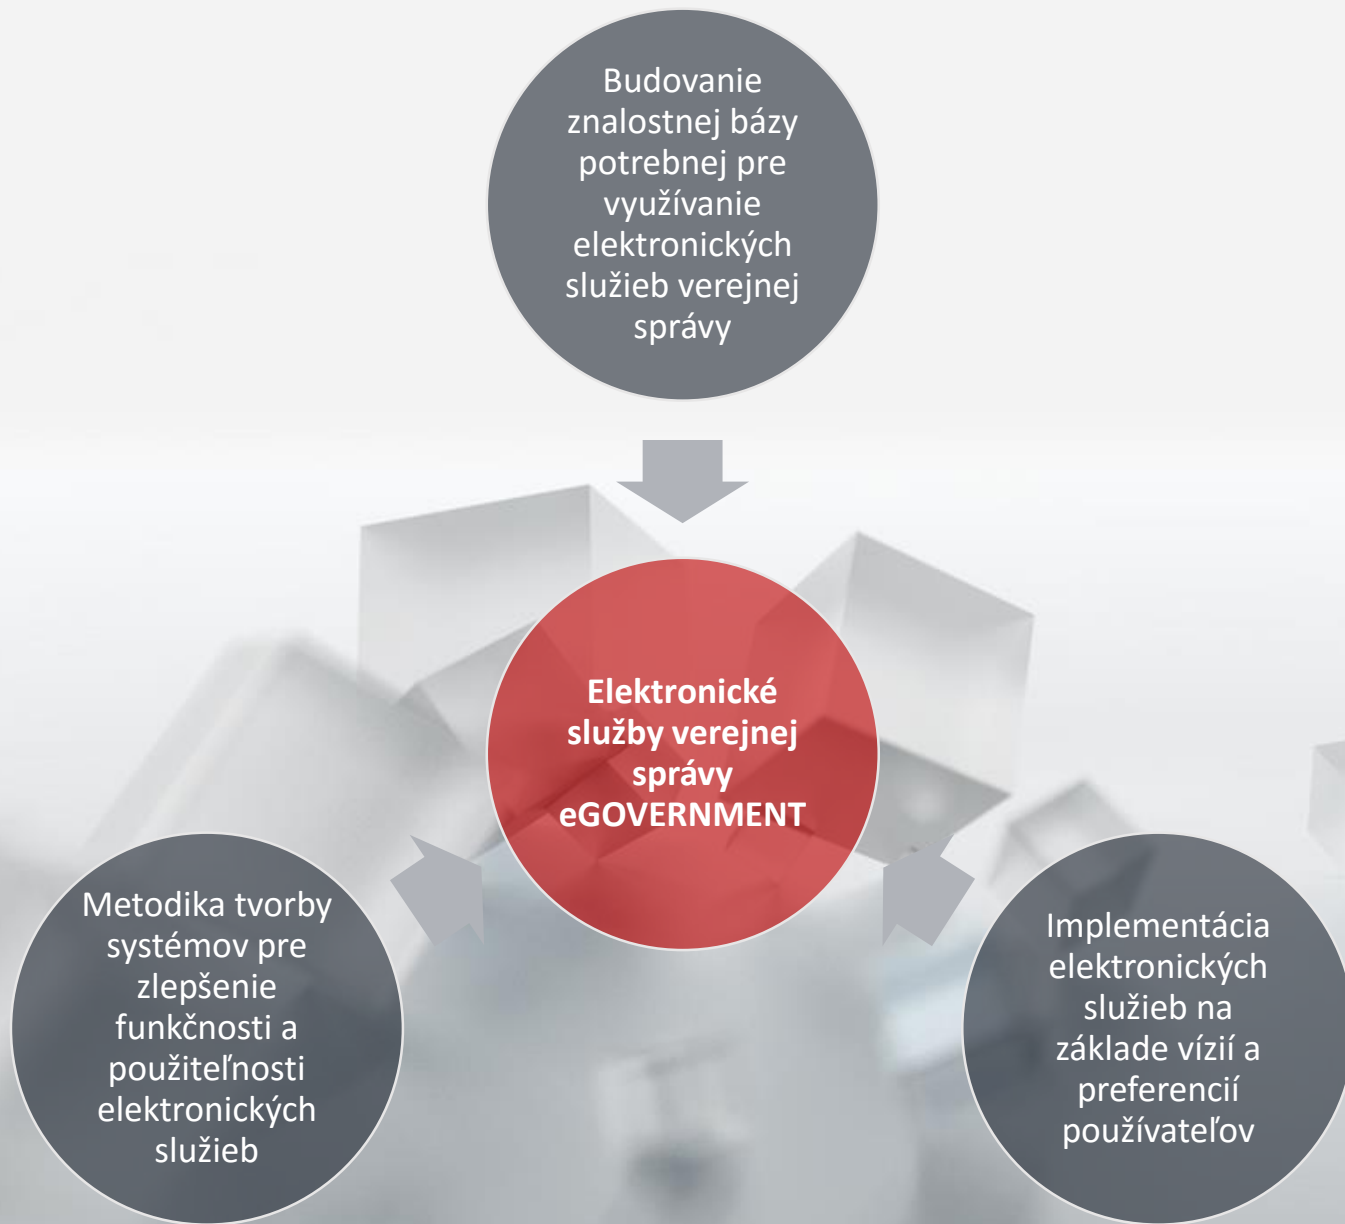 Budovanie
znalostnej bázy
potrebnej pre
využívanie
elektronických
služieb verejnej
správy
Elektronické
služby verejnej
správy
eGOVERNMENT
Metodika tvorby
systémov pre
zlepšenie
funkčnosti a
použiteľnosti
elektronických
služieb
Implementácia
elektronických
služieb na
základe vízií a
preferencií
používateľov